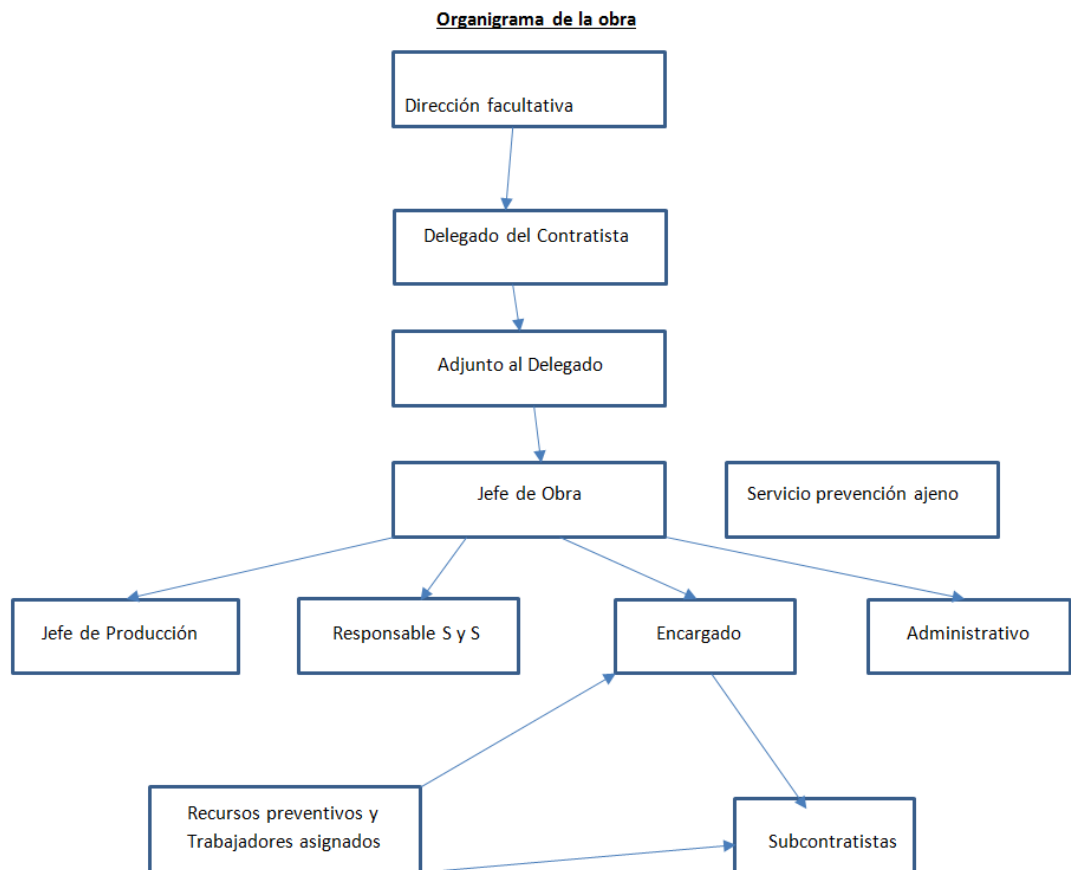 Organigrama de la obra
Dirección facultativa
Delegado del Contratista
Adjunto al Delegado
Jefe de Obra
Servicio prevención ajeno
Jefe de Producción
Responsable S y S
Encargado
Administrativo
Recursos preventivos y
Trabajadores asignados
Subcontratistas